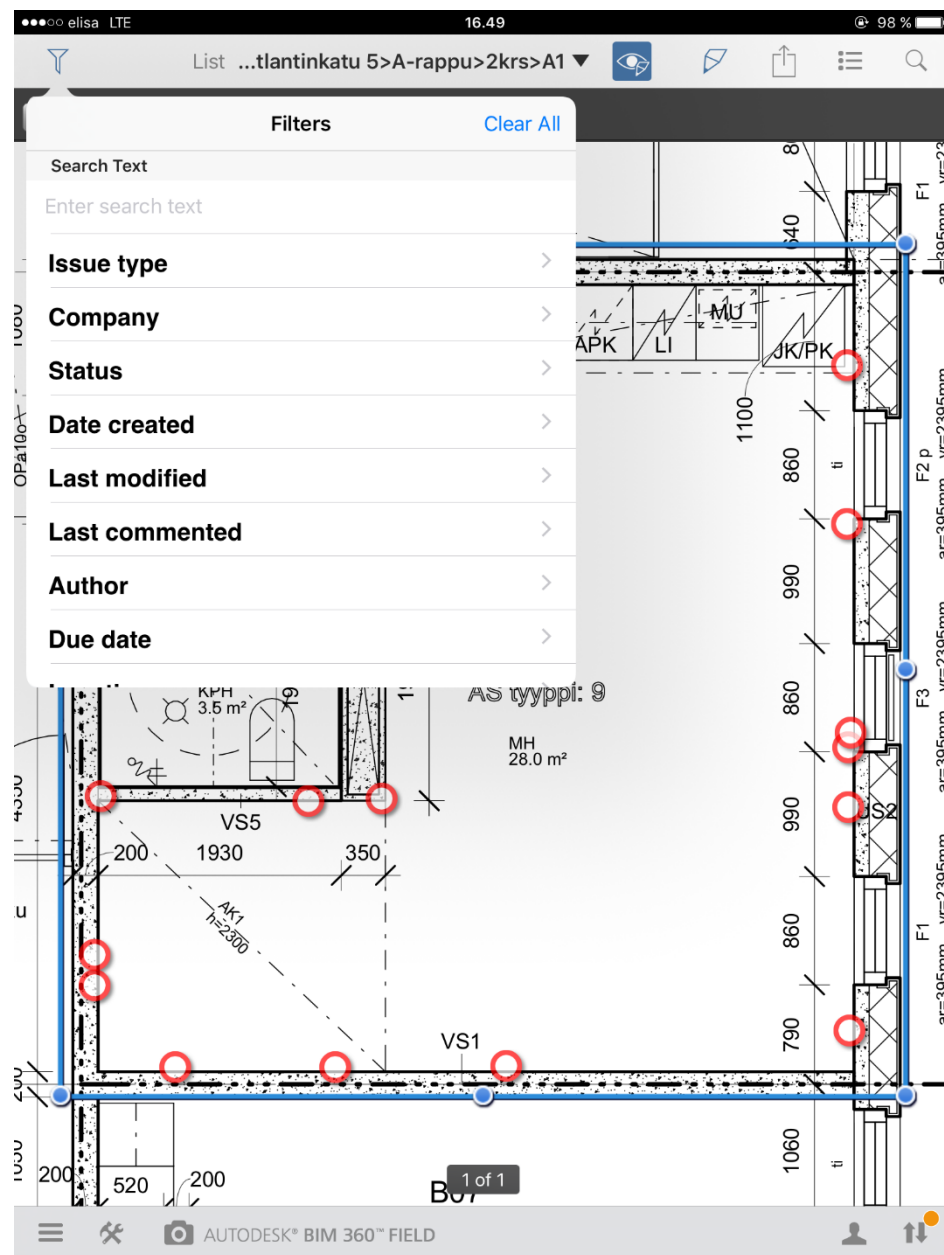 elisa LTE 16.49 98 %
List ...tlantinkatu 5>A-rappu>2krs>A1 ▼
Filters Clear All
Search Text
Enter search text
Issue type
Company
Status
Date created
Last modified
Last commented
Author
Due date
640
F1
APK LI MU JK/PK
1100
860
ti
F2 p
OPa10o
990
860
F3
KPH
3.5 m²
AS tyyppi: 9
MH
28.0 m²
990
US2
VS5
200 1930 350
AK1
h=2300
860
F1
790
VS1
1060
ti
200 520 200
1 of 1
B07
AUTODESK® BIM 360™ FIELD